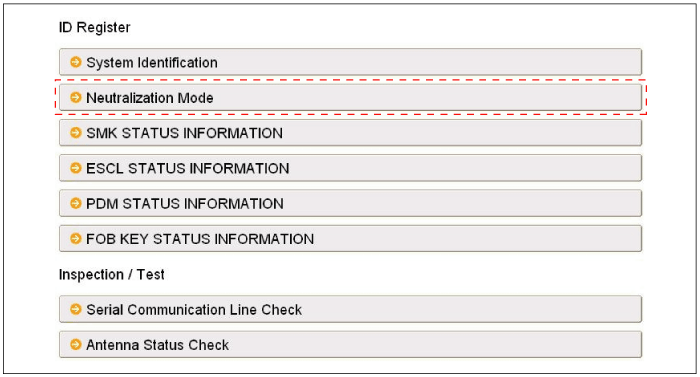 ID Register
System Identification
Neutralization Mode
SMK STATUS INFORMATION
ESCL STATUS INFORMATION
PDM STATUS INFORMATION
FOB KEY STATUS INFORMATION
Inspection / Test
Serial Communication Line Check
Antenna Status Check